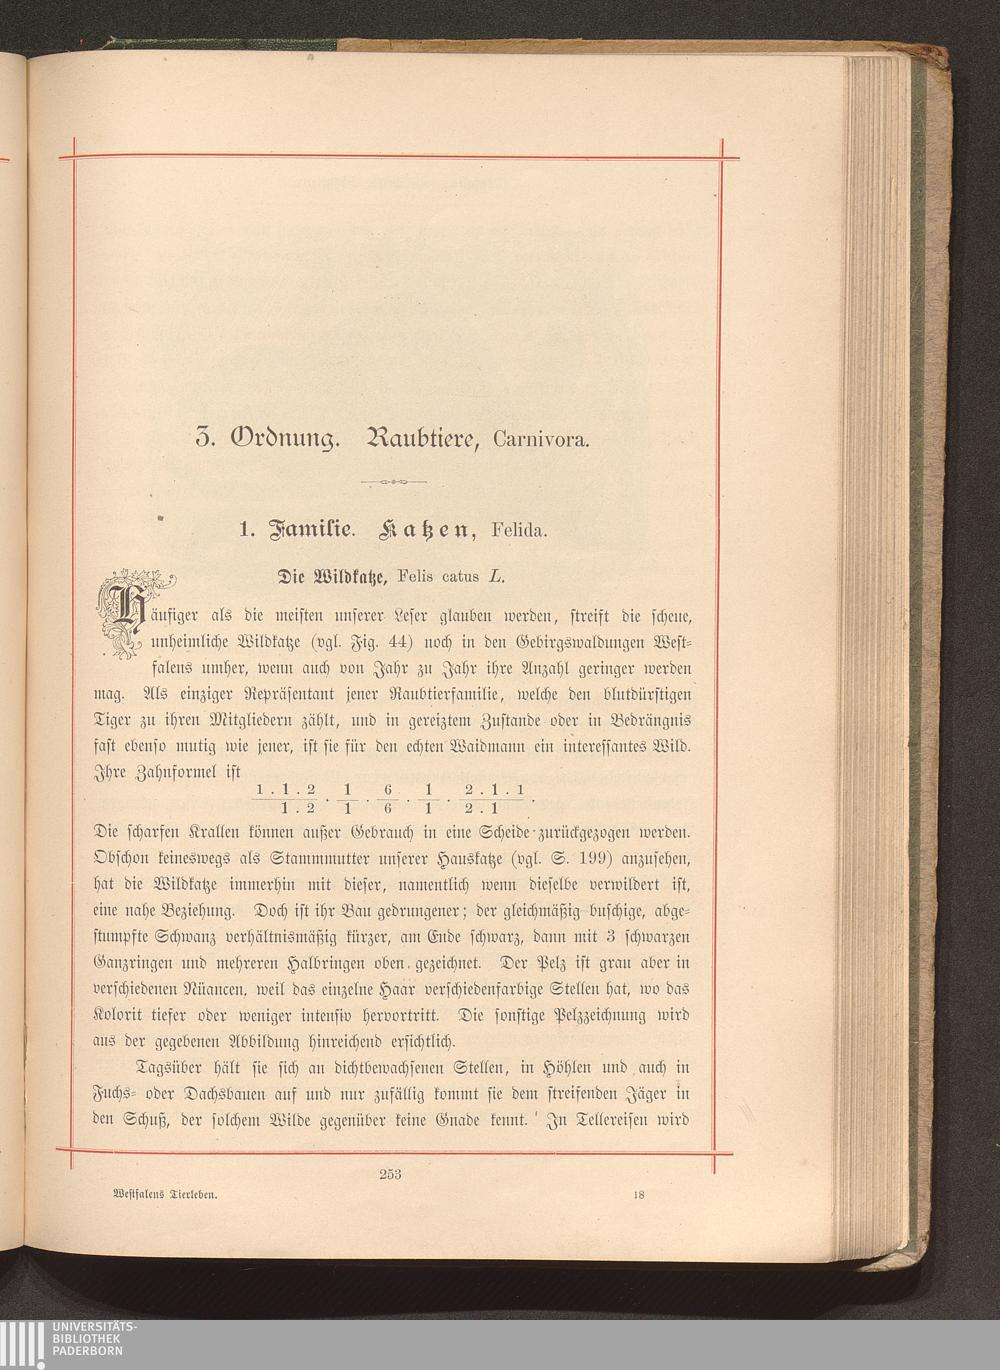 3. Ordnung. Raubtiere, Carnivora.
1. Familie. Katzen, Felida.
Die Wildkatze, Felis catus L.
Häufiger als die meisten unserer Leser glauben werden, streift die scheue,
unheimliche Wildkatze (vgl. Fig. 44) noch in den Gebirgswaldungen West-
falens umher, wenn auch von Jahr zu Jahr ihre Anzahl geringer werden
mag. Als einziger Repräsentant jener Raubtierfamilie, welche den blutdürstigen
Tiger zu ihren Mitgliedern zählt, und in gereiztem Zustande oder in Bedrängnis
fast ebenso mutig wie jener, ist sie für den echten Waidmann ein interessantes Wild.
Ihre Zahnformel ist
1 . 1 . 2 . 1 . 6 . 1 . 2 . 1 . 1
1 . 2 1 6 1 2 . 1 .
Die scharfen Krallen können außer Gebrauch in eine Scheide zurückgezogen werden.
Obschon keineswegs als Stammmutter unserer Hauskatze (vgl. S. 199) anzusehen,
hat die Wildkatze immerhin mit dieser, namentlich wenn dieselbe verwildert ist,
eine nahe Beziehung. Doch ist ihr Bau gedrungener; der gleichmäßig buschige, abge-
stumpfte Schwanz verhältnismäßig kürzer, am Ende schwarz, dann mit 3 schwarzen
Ganzringen und mehreren Halbringen oben gezeichnet. Der Pelz ist grau aber in
verschiedenen Nüancen, weil das einzelne Haar verschiedenfarbige Stellen hat, wo das
Kolorit tiefer oder weniger intensiv hervortritt. Die sonstige Pelzzeichnung wird
aus der gegebenen Abbildung hinreichend ersichtlich.
Tagsüber hält sie sich an dichtbewachsenen Stellen, in Höhlen und auch in
Fuchs- oder Dachsbauen auf und nur zufällig kommt sie dem streifenden Jäger in
den Schuß, der solchem Wilde gegenüber keine Gnade kennt. In Tellereisen wird
253
Westfalens Tierleben. 18
UNIVERSITÄTS-
BIBLIOTHEK
PADERBORN